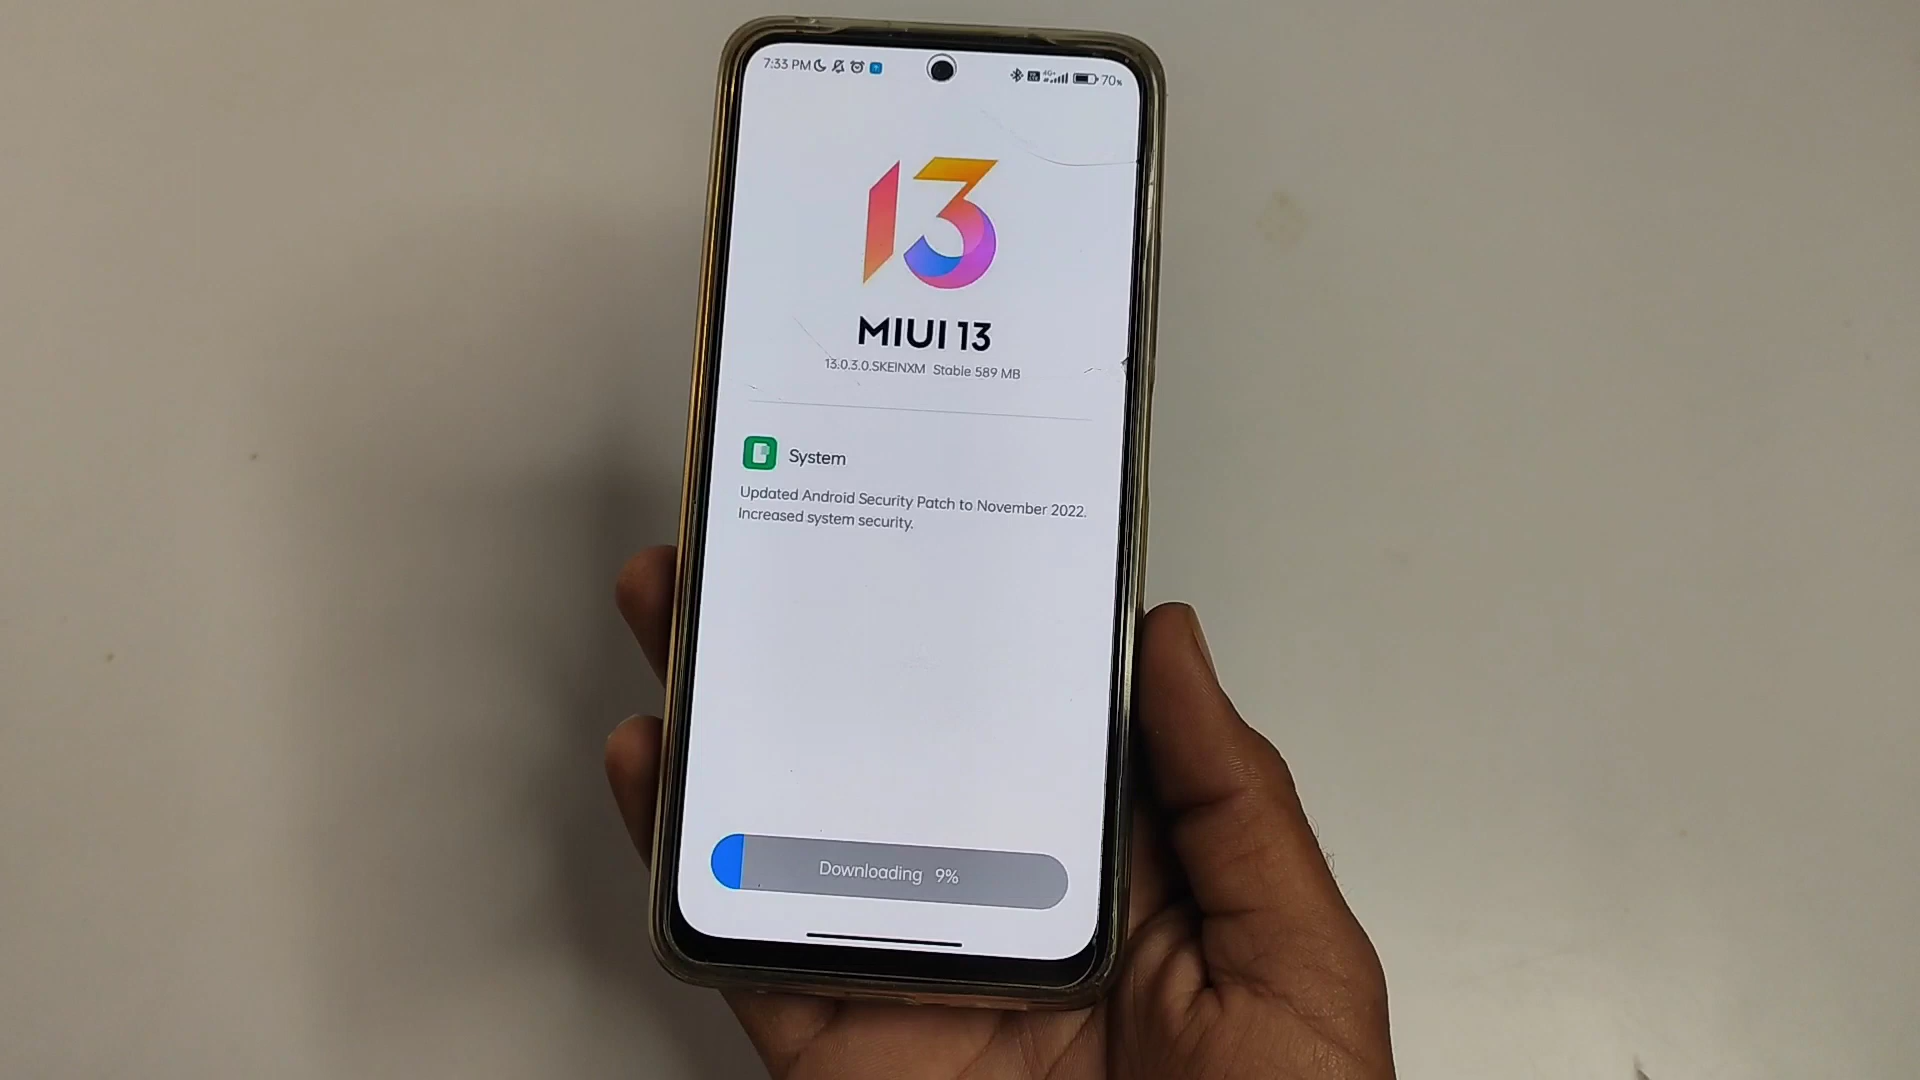 7:33 PM 4G+ 70%
13
MIUI 13
13.0.3.0.SKEINXM Stable 589 MB
System
Updated Android Security Patch to November 2022.
Increased system security.
Downloading 9%